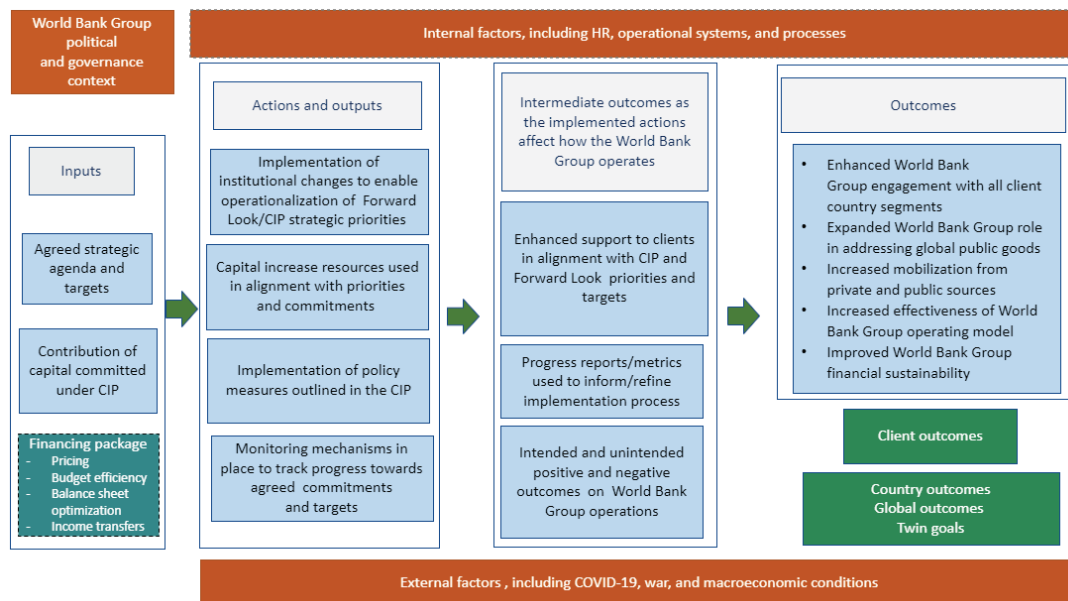 World Bank Group
political
and governance
context
Internal factors, including HR, operational systems, and processes
Inputs
Agreed strategic
agenda and
targets
Contribution of
capital committed
under CIP
Financing package
- Pricing
- Budget efficiency
- Balance sheet
optimization
- Income transfers
Actions and outputs
Implementation of
institutional changes to enable
operationalization of Forward
Look/CIP strategic priorities
Capital increase resources used
in alignment with priorities
and commitments
Implementation of policy
measures outlined in the CIP
Monitoring mechanisms in
place to track progress towards
agreed commitments
and targets
Intermediate outcomes as
the implemented actions
affect how the World Bank
Group operates
Enhanced support to clients
in alignment with CIP and
Forward Look priorities and
targets
Progress reports/metrics
used to inform/refine
implementation process
Intended and unintended
positive and negative
outcomes on World Bank
Group operations
Outcomes
• Enhanced World Bank
Group engagement with all client
country segments
• Expanded World Bank Group role
in addressing global public goods
• Increased mobilization from
private and public sources
• Increased effectiveness of World
Bank Group operating model
• Improved World Bank Group
financial sustainability
Client outcomes
Country outcomes
Global outcomes
Twin goals
External factors , including COVID-19, war, and macroeconomic conditions